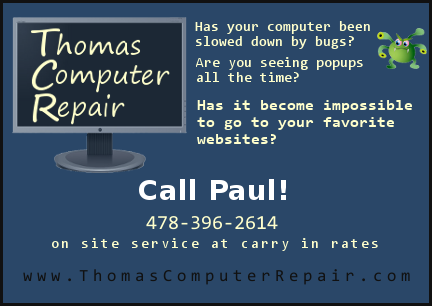 Thomas
Computer
Repair
Has your computer been
slowed down by bugs?
Are you seeing popups
all the time?
Has it become impossible
to go to your favorite
websites?
Call Paul!
478-396-2614
on site service at carry in rates
www.ThomasComputerRepair.com